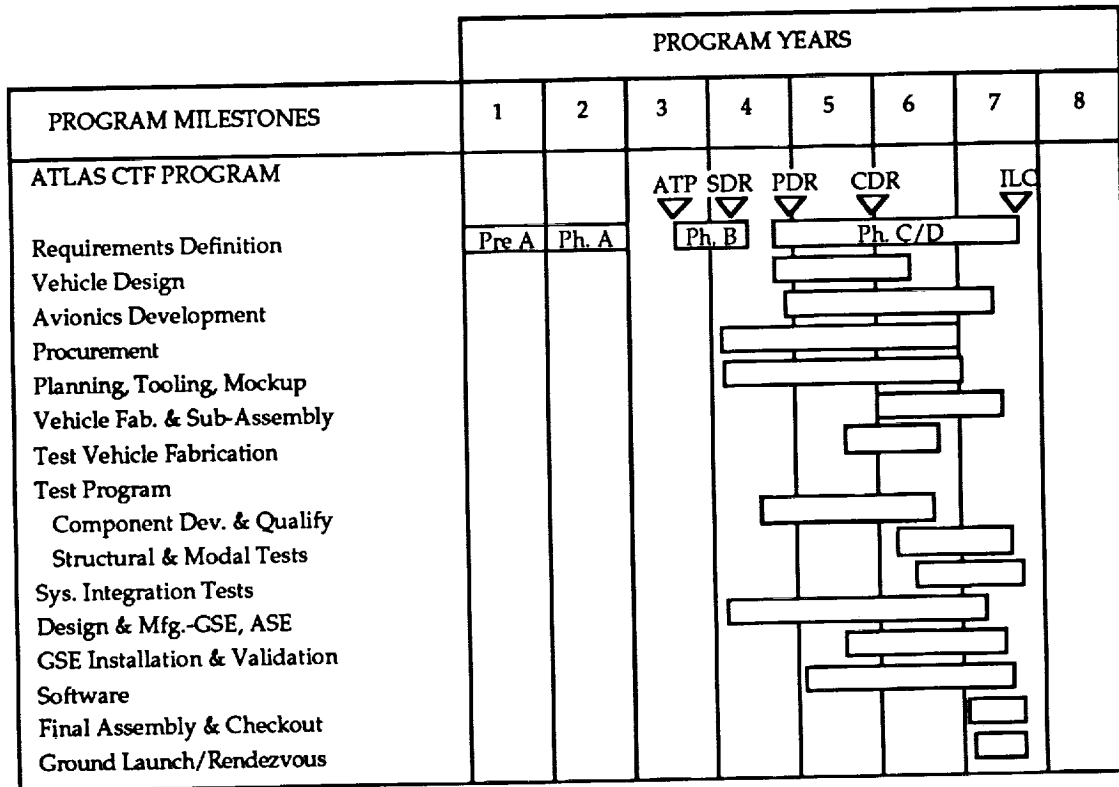 PROGRAM YEARS
PROGRAM MILESTONES 1 2 3 4 5 6 7 8
ATLAS CTF PROGRAM
ATP SDR PDR CDR ILC
Requirements Definition Pre A Ph. A Ph. B Ph. C/D
Vehicle Design
Avionics Development
Procurement
Planning, Tooling, Mockup
Vehicle Fab. & Sub-Assembly
Test Vehicle Fabrication
Test Program
Component Dev. & Qualify
Structural & Modal Tests
Sys. Integration Tests
Design & Mfg.-GSE, ASE
GSE Installation & Validation
Software
Final Assembly & Checkout
Ground Launch/Rendezvous